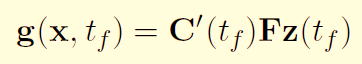 g(x, t_f) = C′(t_f)Fz(t_f)